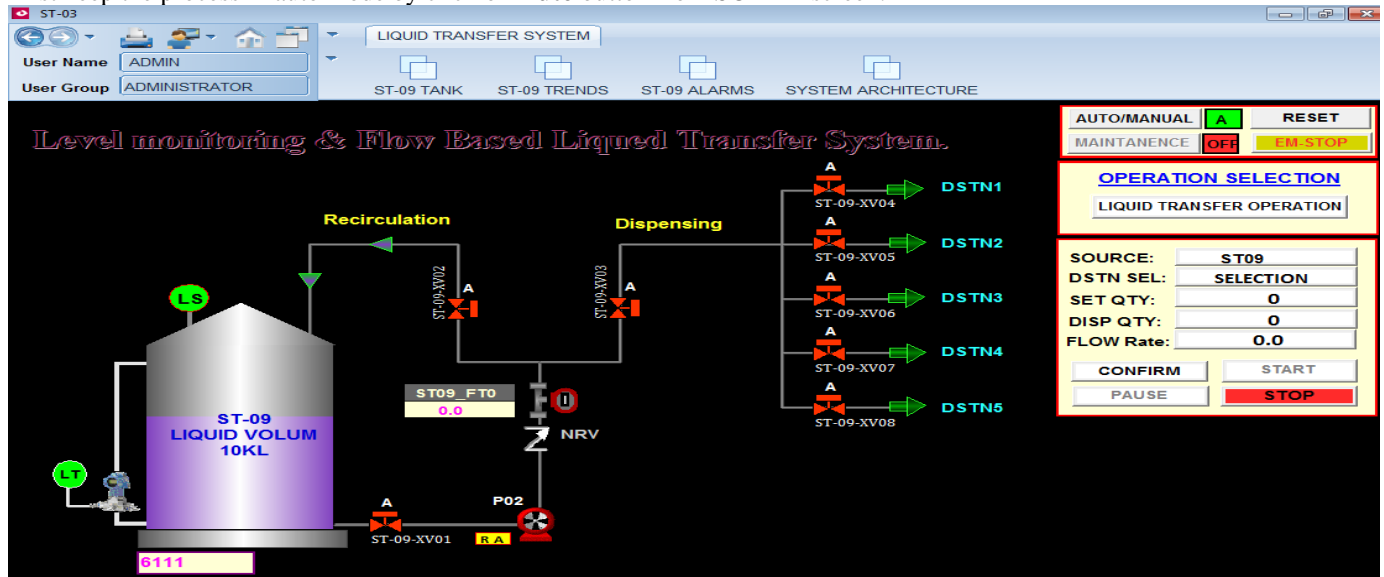 ST-03
LIQUID TRANSFER SYSTEM
User Name ADMIN
User Group ADMINISTRATOR
ST-09 TANK ST-09 TRENDS ST-09 ALARMS SYSTEM ARCHITECTURE
Level monitoring & Flow Based Liqued Transfer System.
AUTO/MANUAL A RESET
MAINTANENCE OFF EM-STOP
OPERATION SELECTION
LIQUID TRANSFER OPERATION
SOURCE: ST09
DSTN SEL: SELECTION
SET QTY: 0
DISP QTY: 0
FLOW Rate: 0.0
CONFIRM START
PAUSE STOP
Recirculation
Dispensing
A
ST-09-XV04
DSTN1
A
ST-09-XV05
DSTN2
A
ST-09-XV06
DSTN3
A
ST-09-XV07
DSTN4
A
ST-09-XV08
DSTN5
ST-09-XV02
A
ST-09-XV03
A
LS
ST09_FT0
0.0
I
NRV
ST-09
LIQUID VOLUM
10KL
LT
A
ST-09-XV01
P02
R A
6111